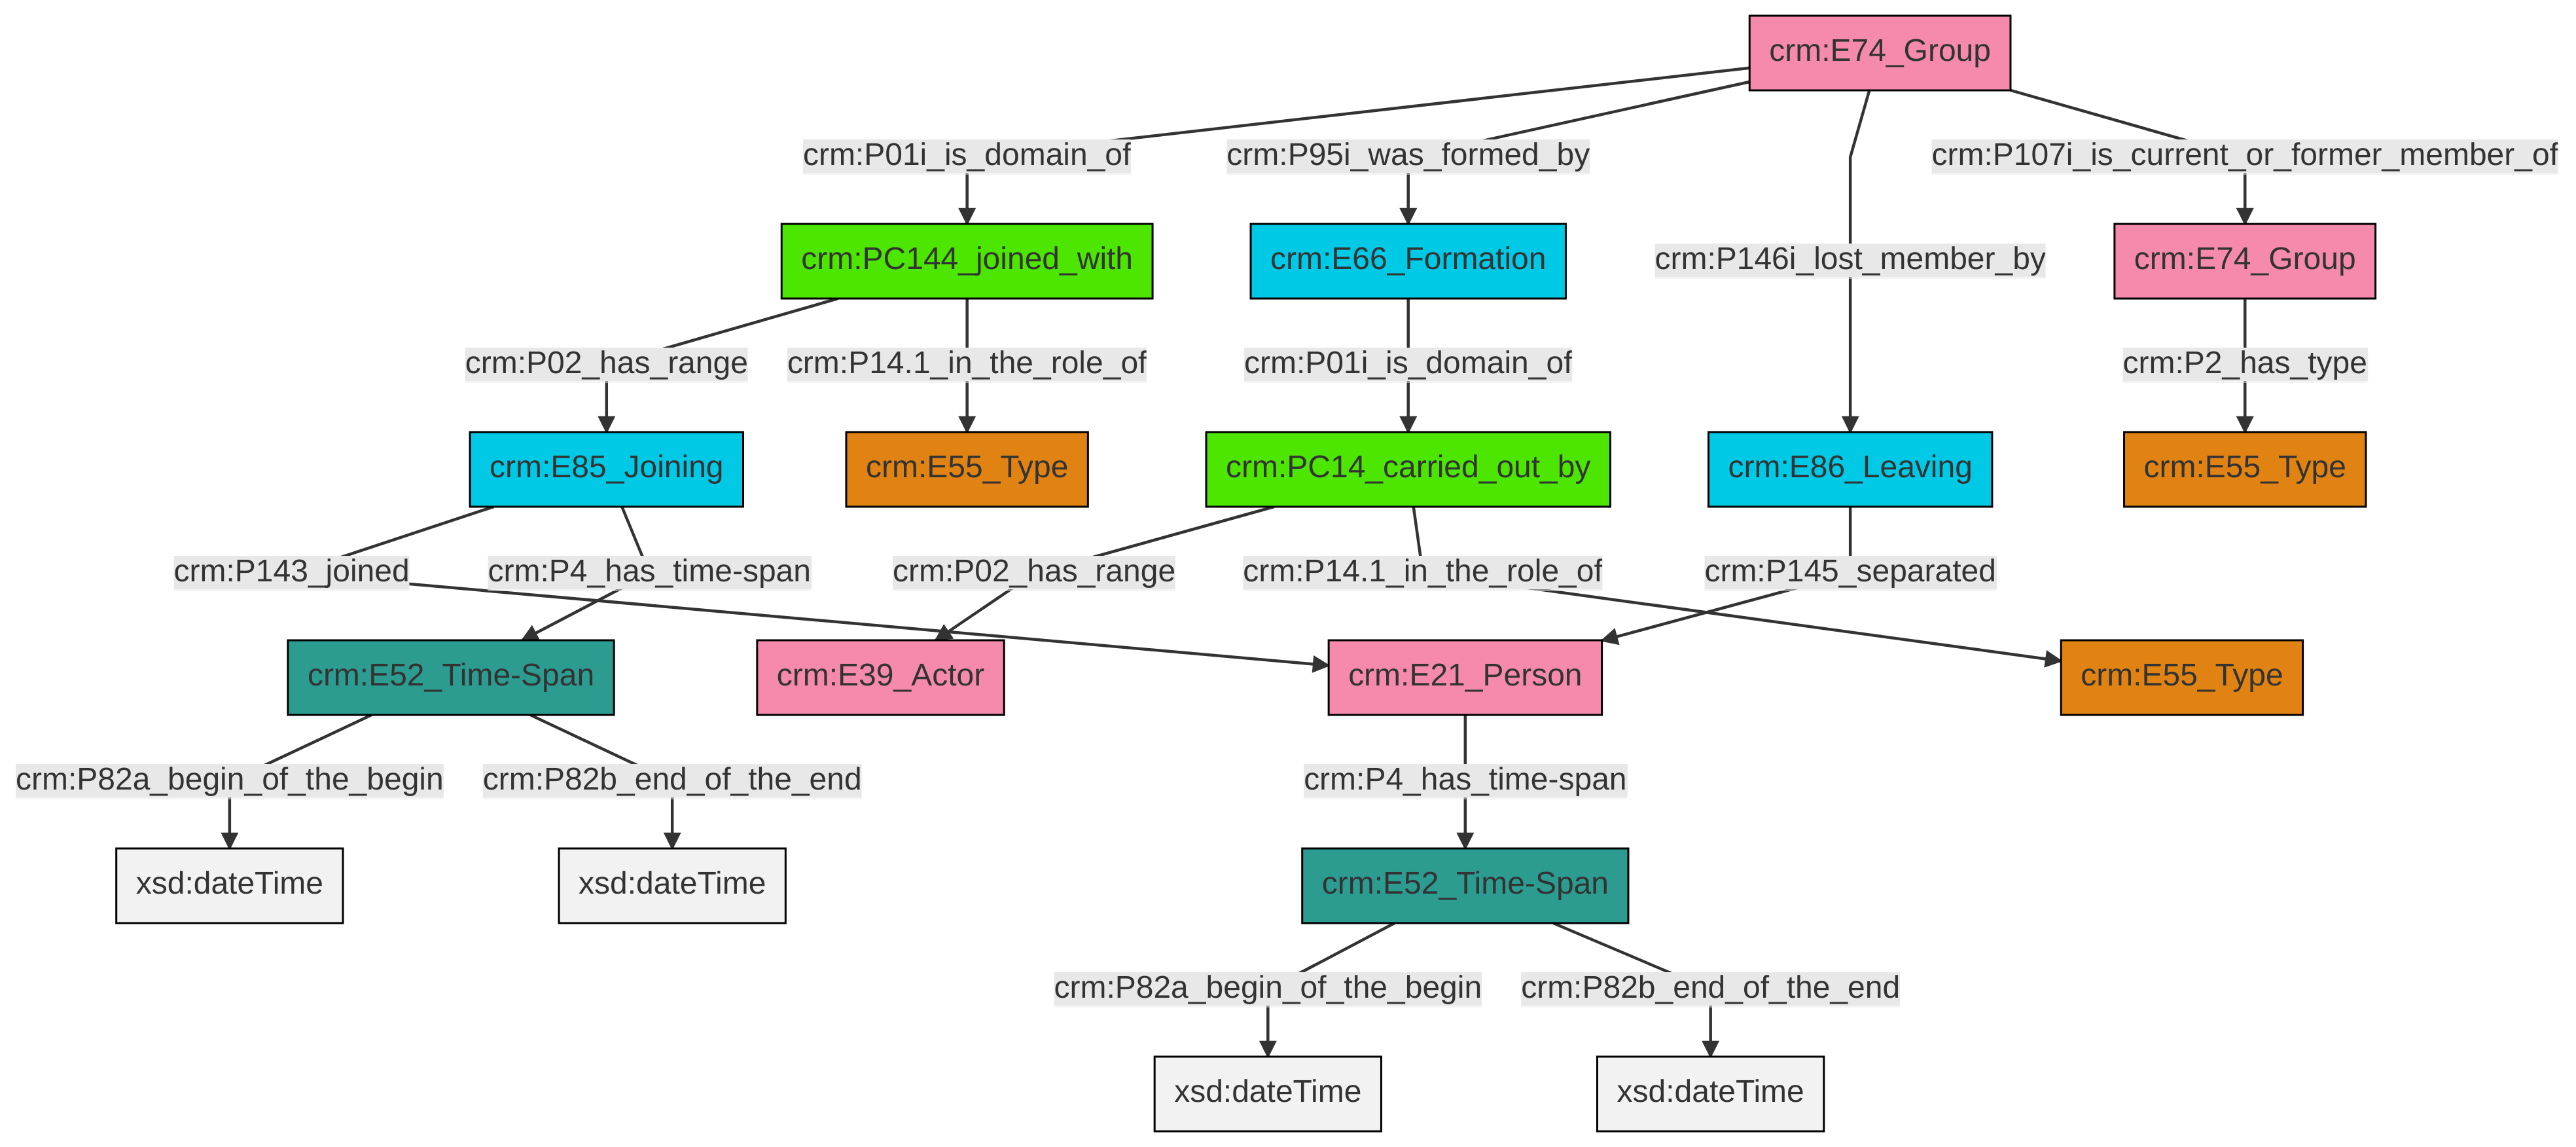 crm:E74_Group
crm:P01i_is_domain_of
crm:P95i_was_formed_by
crm:P107i_is_current_or_former_member_of
crm:PC144_joined_with
crm:E66_Formation
crm:P146i_lost_member_by
crm:E74_Group
crm:P02_has_range
crm:P14.1_in_the_role_of
crm:P01i_is_domain_of
crm:P2_has_type
crm:E85_Joining
crm:E55_Type
crm:PC14_carried_out_by
crm:E86_Leaving
crm:E55_Type
crm:P143_joined
crm:P4_has_time-span
crm:P02_has_range
crm:P14.1_in_the_role_of
crm:P145_separated
crm:E52_Time-Span
crm:E39_Actor
crm:E21_Person
crm:E55_Type
crm:P82a_begin_of_the_begin
crm:P82b_end_of_the_end
crm:P4_has_time-span
xsd:dateTime
xsd:dateTime
crm:E52_Time-Span
crm:P82a_begin_of_the_begin
crm:P82b_end_of_the_end
xsd:dateTime
xsd:dateTime